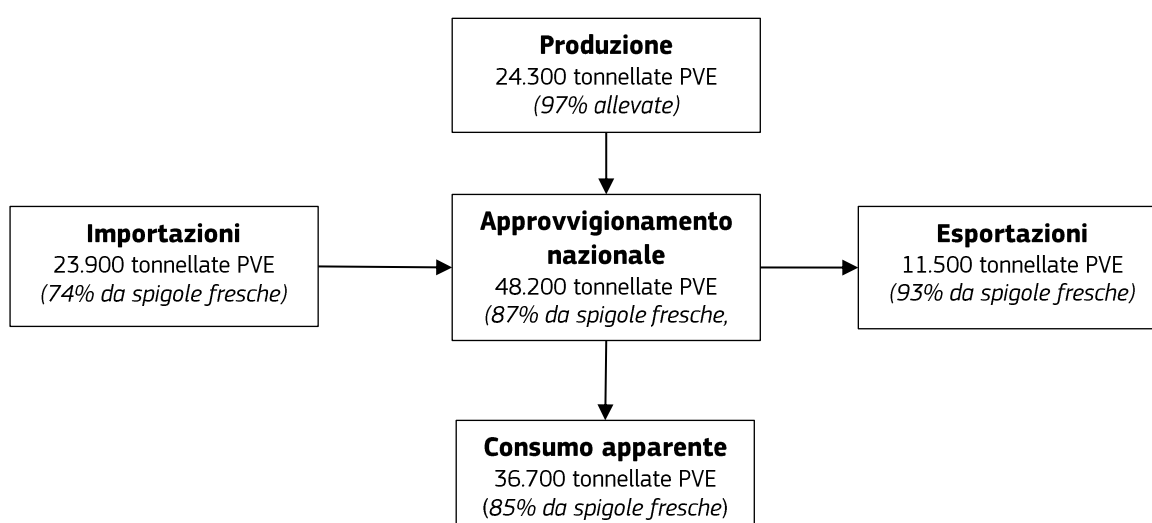 Produzione
24.300 tonnellate PVE
(97% allevate)
Importazioni
23.900 tonnellate PVE
(74% da spigole fresche)
Approvvigionamento
nazionale
48.200 tonnellate PVE
(87% da spigole fresche,
Esportazioni
11.500 tonnellate PVE
(93% da spigole fresche)
Consumo apparente
36.700 tonnellate PVE
(85% da spigole fresche)